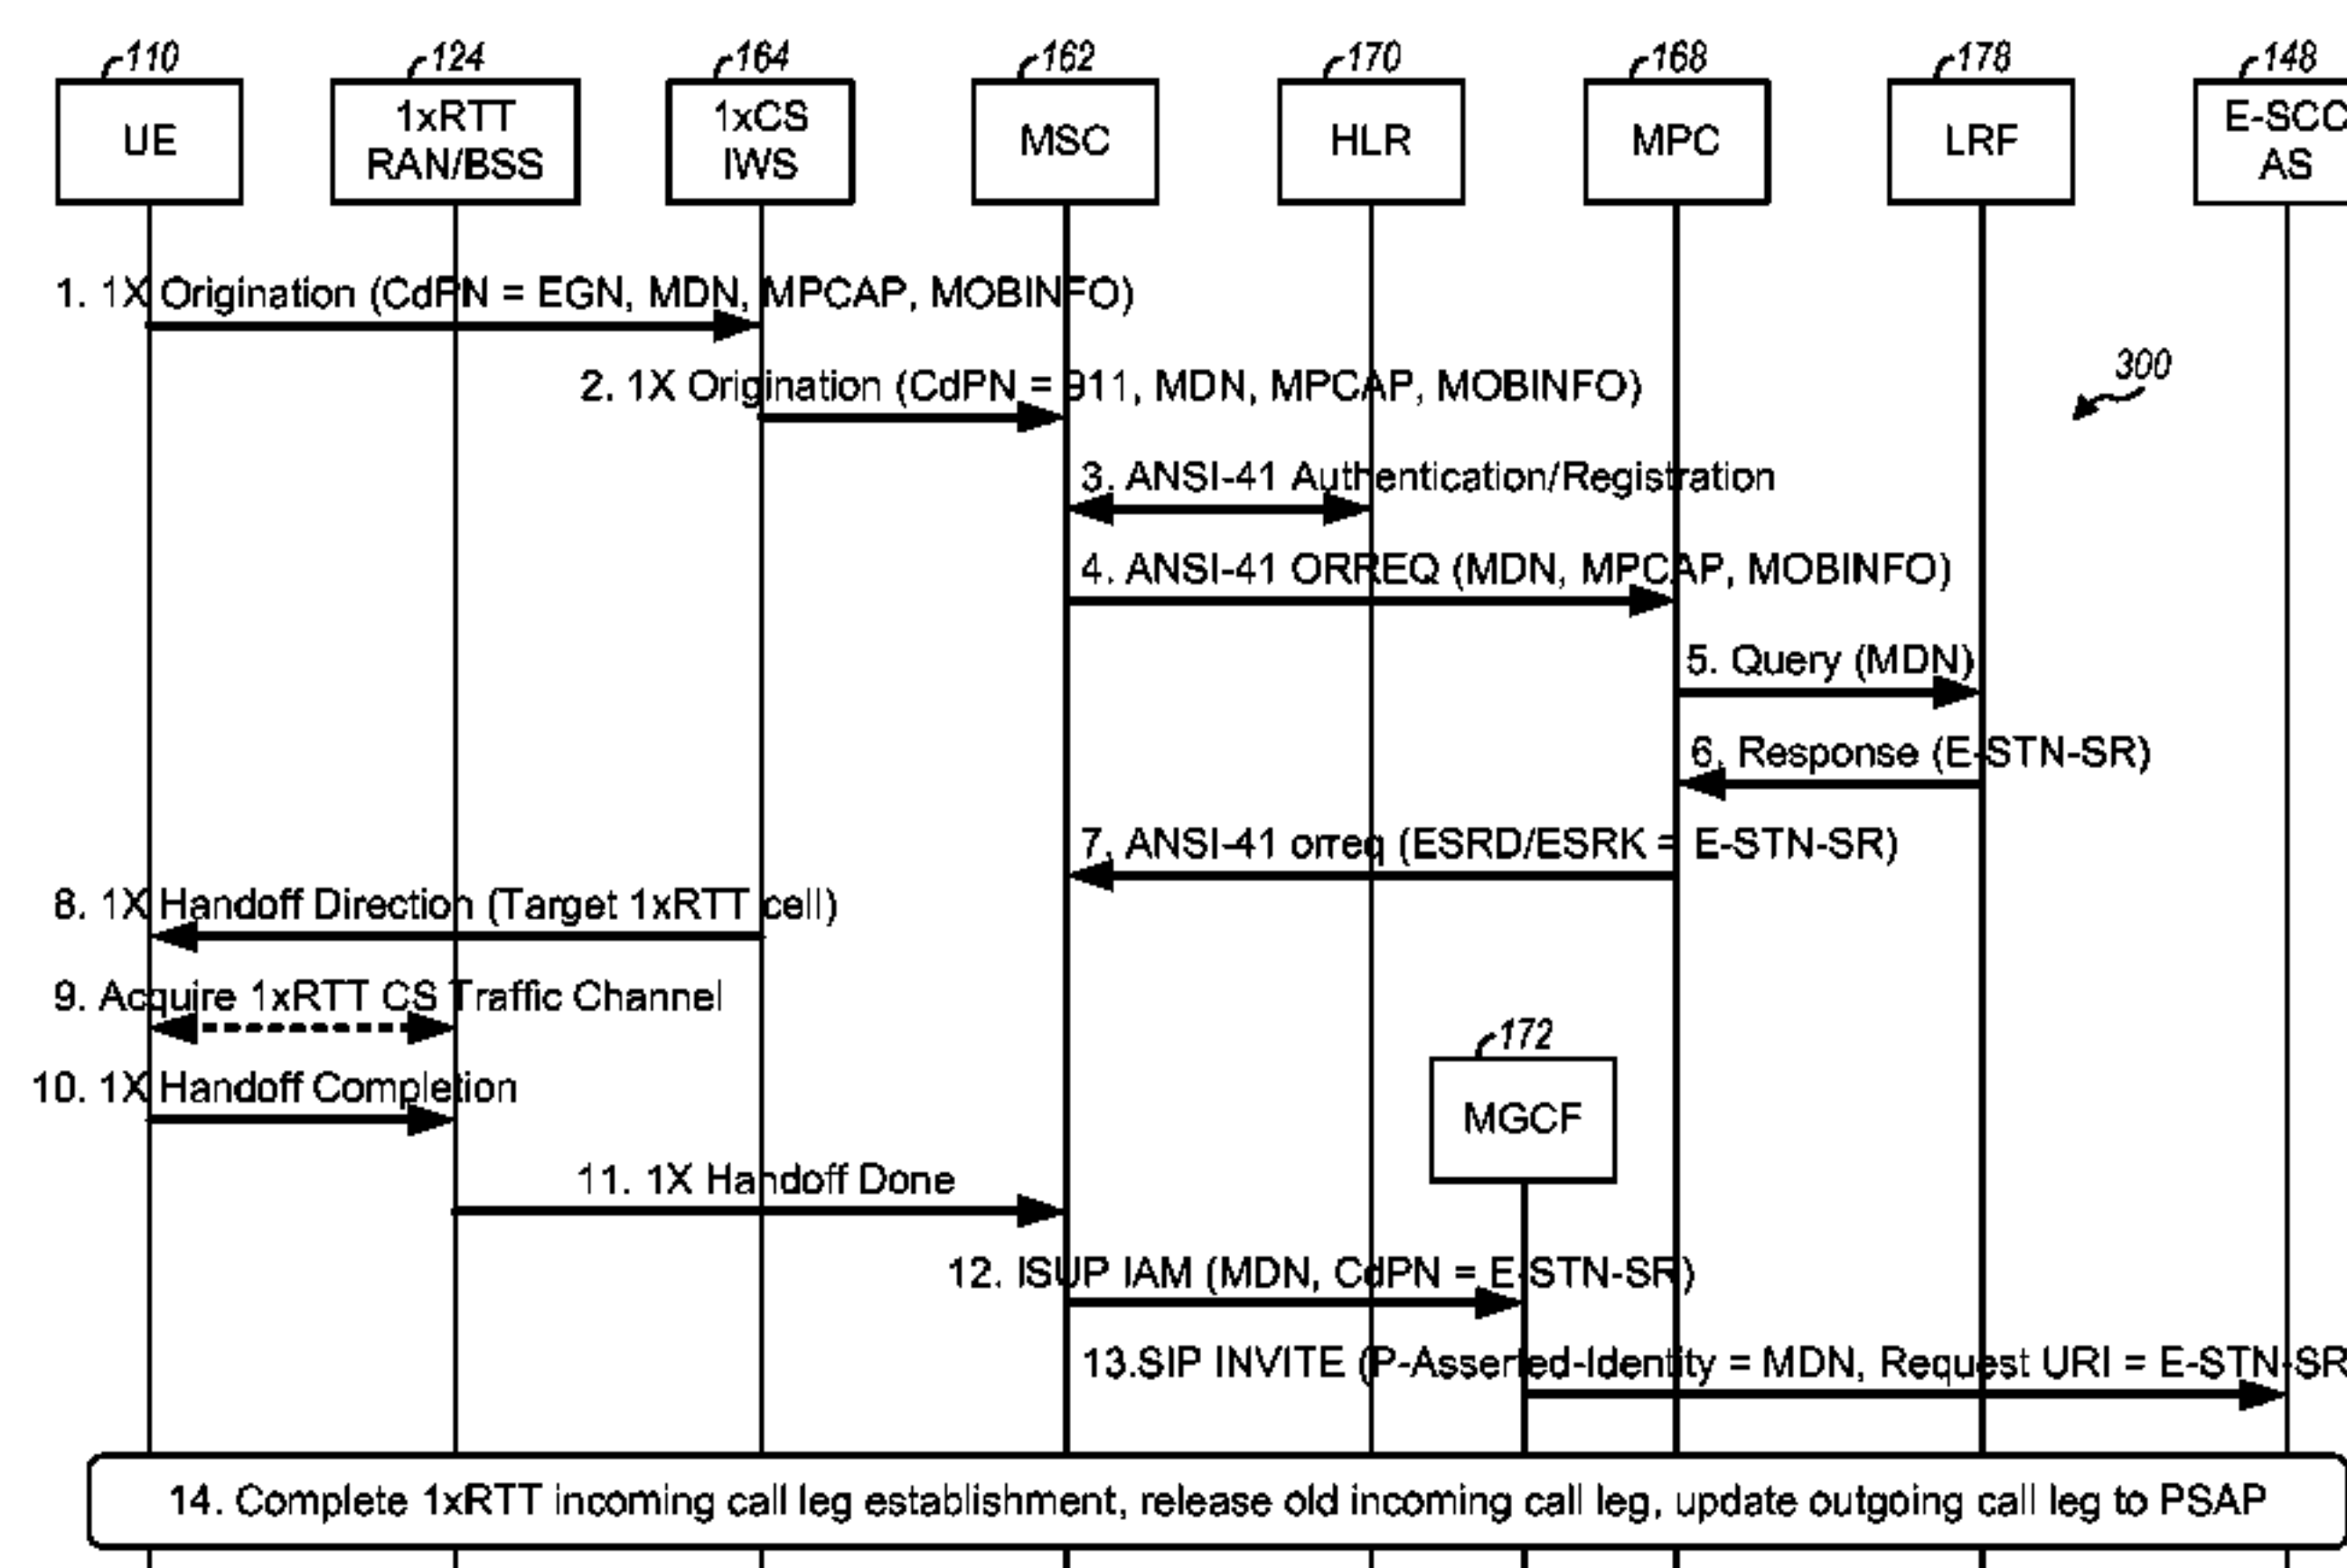 110
124
164
162
170
168
178
148
UE
1xRTT
RAN/BSS
1xCS
IWS
MSC
HLR
MPC
LRF
E-SCC
AS
1. 1X Origination (CdPN = EGN, MDN, MPCAP, MOBINFO)
300
2. 1X Origination (CdPN = 911, MDN, MPCAP, MOBINFO)
3. ANSI-41 Authentication/Registration
4. ANSI-41 ORREQ (MDN, MPCAP, MOBINFO)
5. Query (MDN)
6. Response (E-STN-SR)
7. ANSI-41 orreq (ESRD/ESRK = E-STN-SR)
8. 1X Handoff Direction (Target 1xRTT cell)
9. Acquire 1xRTT CS Traffic Channel
172
MGCF
10. 1X Handoff Completion
11. 1X Handoff Done
12. ISUP IAM (MDN, CdPN = E-STN-SR)
13.SIP INVITE (P-Asserted-Identity = MDN, Request URI = E-STN-SR
14. Complete 1xRTT incoming call leg establishment, release old incoming call leg, update outgoing call leg to PSAP